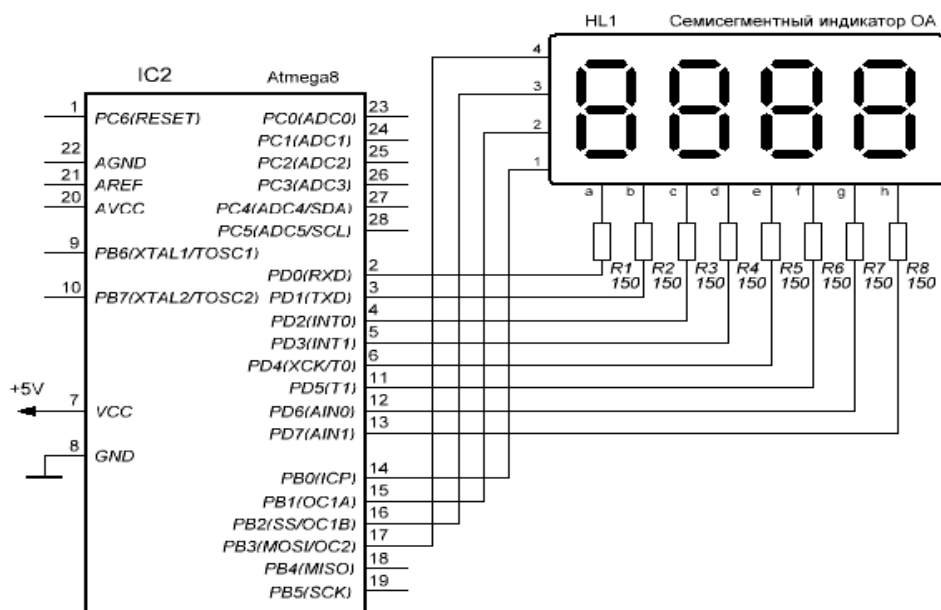 HL1 Семисегментный индикатор ОА
4
3
2
1
a b c d e f g h
R1 R2 R3 R4 R5 R6 R7 R8
150 150 150 150 150 150 150 150
IC2 Atmega8
1 PC6(RESET)
22 AGND
21 AREF
20 AVCC
9 PB6(XTAL1/TOSC1)
10 PB7(XTAL2/TOSC2)
+5V
7 VCC
8 GND
PC0(ADC0) 23
PC1(ADC1) 24
PC2(ADC2) 25
PC3(ADC3) 26
PC4(ADC4/SDA) 27
PC5(ADC5/SCL) 28
PD0(RXD) 2
PD1(TXD) 3
PD2(INT0) 4
PD3(INT1) 5
PD4(XCK/T0) 6
PD5(T1) 11
PD6(AIN0) 12
PD7(AIN1) 13
PB0(ICP) 14
PB1(OC1A) 15
PB2(SS/OC1B) 16
PB3(MOSI/OC2) 17
PB4(MISO) 18
PB5(SCK) 19